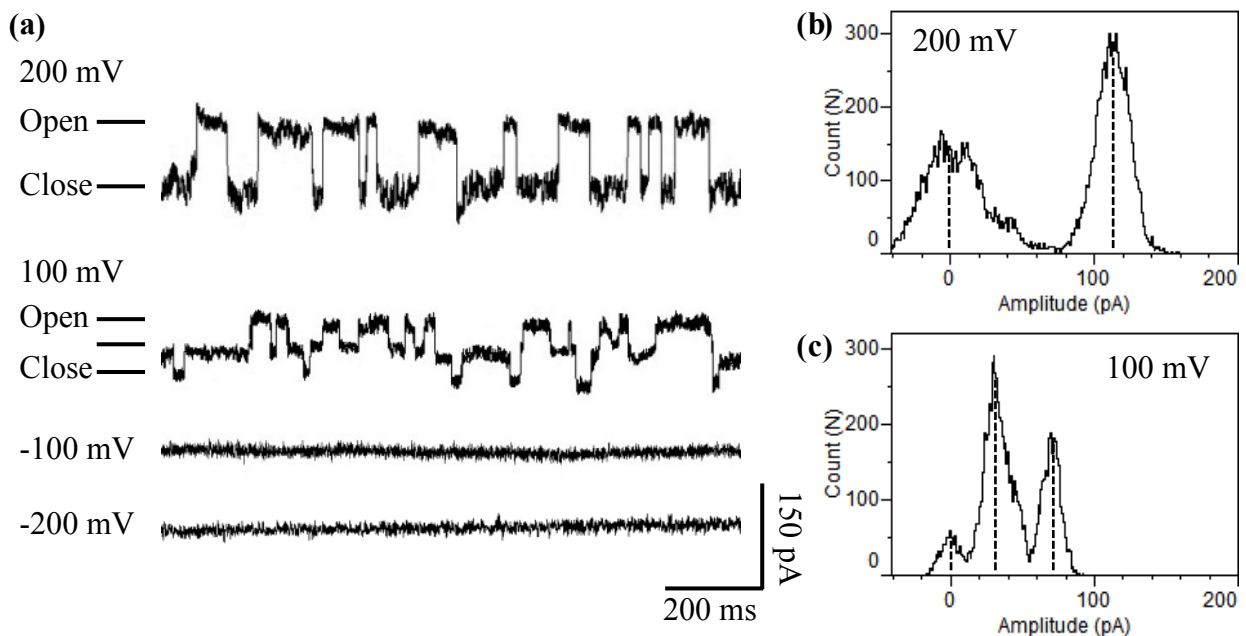 (a)
200 mV
Open
Close
100 mV
Open
Close
-100 mV
-200 mV
150 pA
200 ms
(b)
200 mV
Count (N)
300
200
100
0
0
100
200
Amplitude (pA)
(c)
100 mV
Count (N)
300
200
100
0
0
100
200
Amplitude (pA)